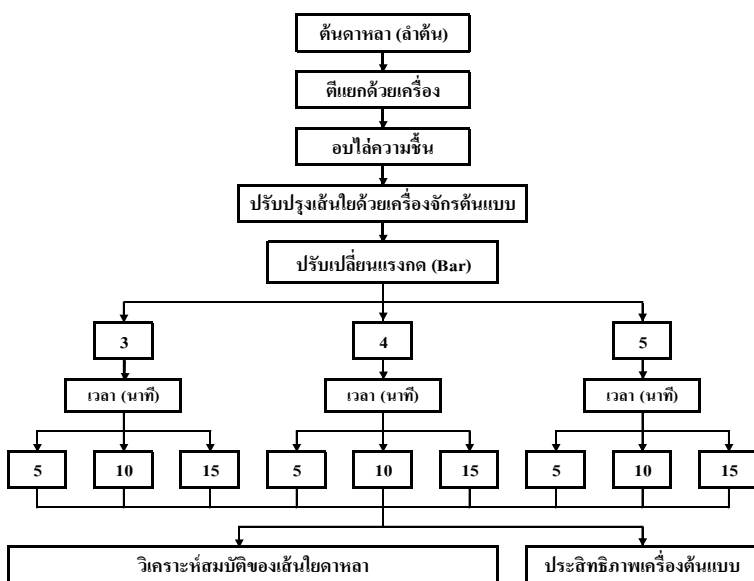 ต้นดาหลา (ลำต้น)
ตีแยกด้วยเครื่อง
อบไล่ความชื้น
ปรับปรุงเส้นใยด้วยเครื่องจักรต้นแบบ
ปรับเปลี่ยนแรงกด (Bar)
3 4 5
เวลา (นาที) เวลา (นาที) เวลา (นาที)
5 10 15 5 10 15 5 10 15
วิเคราะห์สมบัติของเส้นใยดาหลา ประสิทธิภาพเครื่องต้นแบบ